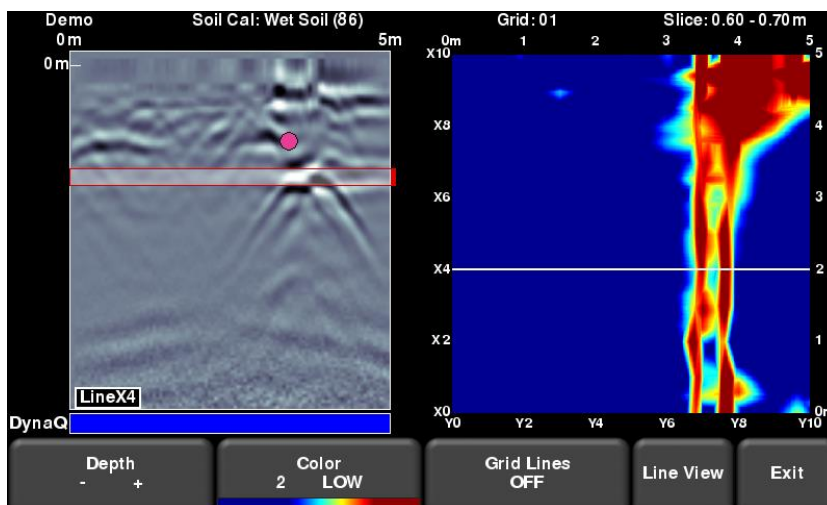 Demo Soil Cal: Wet Soil (86) Grid: 01 Slice: 0.60 - 0.70 m
0 m 5m 0m 1 2 3 4 5
0 m
X10 5
X8 4
3
X6
X4 2
X2 1
LineX4
X0 0m
Y0 Y2 Y4 Y6 Y8 Y10
DynaQ
Depth Color Grid Lines Line View Exit
- + 2 LOW OFF